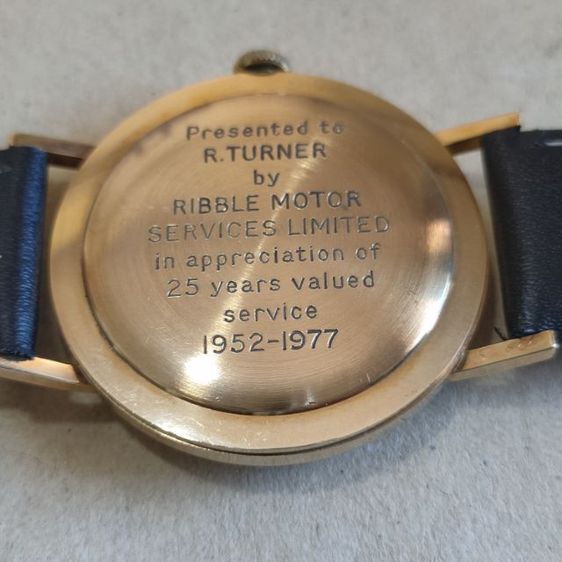 Presented to
R.TURNER
by
RIBBLE MOTOR
SERVICES LIMITED
in appreciation of
25 years valued
service
1952-1977